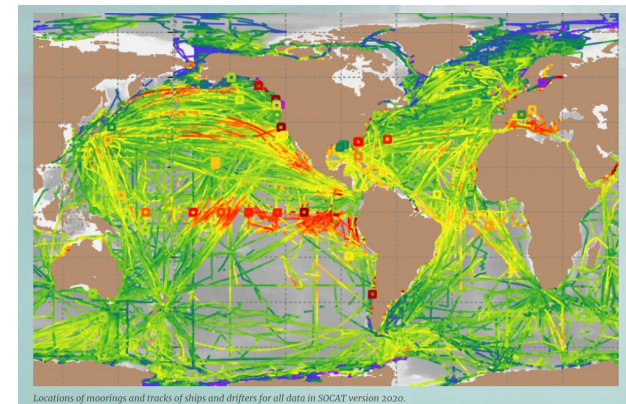 Locations of moorings and tracks of ships and drifters for all data in SOCAT version 2020.